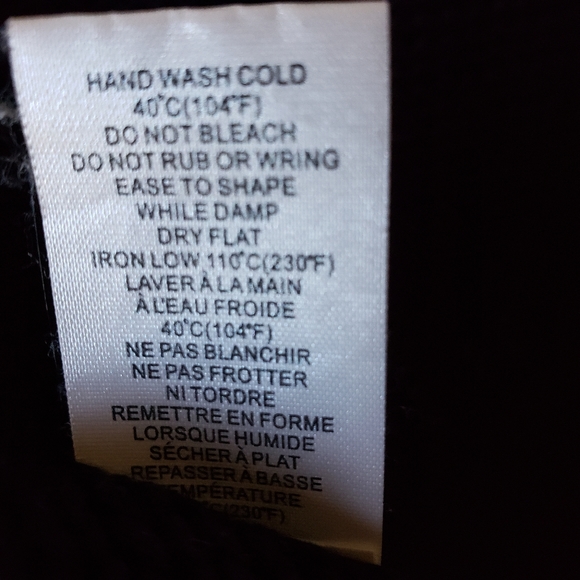 HAND WASH COLD
40°C(104°F)
DO NOT BLEACH
DO NOT RUB OR WRING
EASE TO SHAPE
WHILE DAMP
DRY FLAT
IRON LOW 110°C(230°F)
LAVER À LA MAIN
À L'EAU FROIDE
40°C(104°F)
NE PAS BLANCHIR
NE PAS FROTTER
NI TORDRE
REMETTRE EN FORME
LORSQUE HUMIDE
SÉCHER À PLAT
REPASSER À BASSE
TEMPÉRATURE
(230°F)